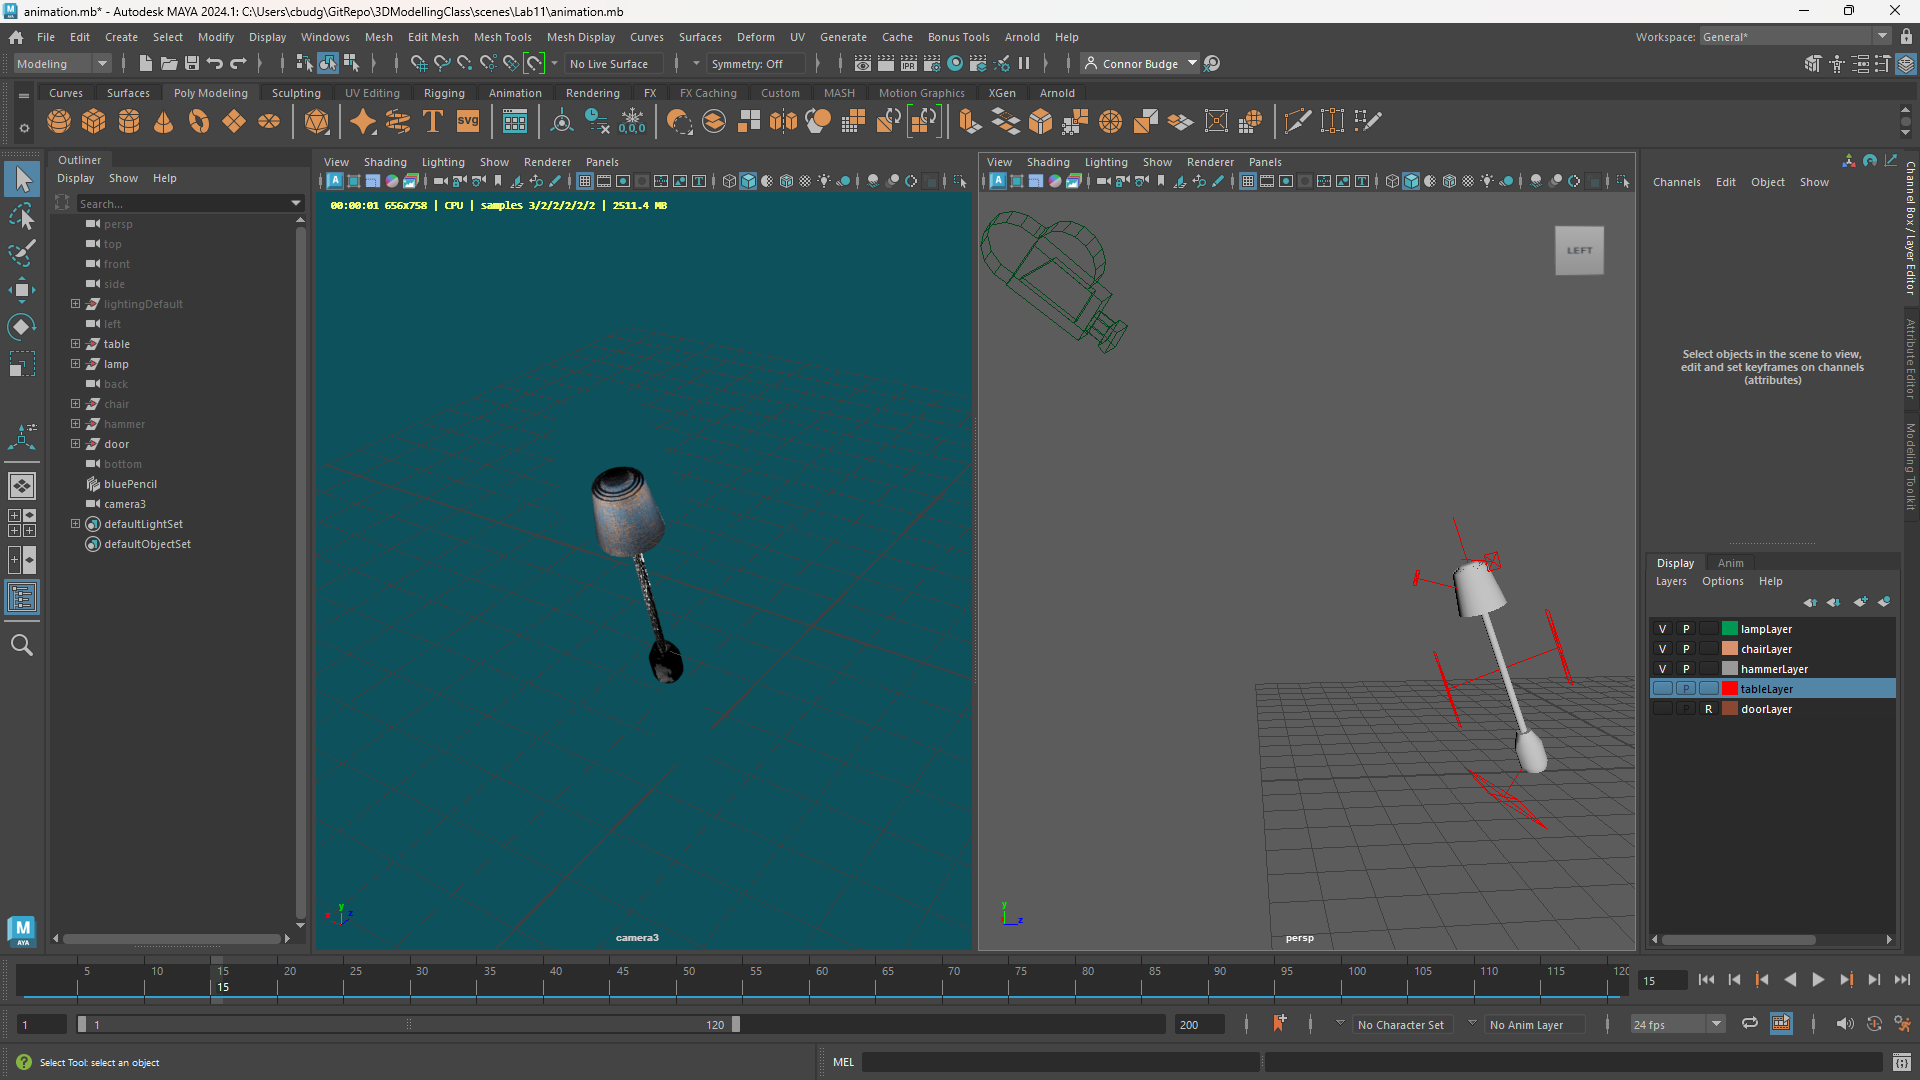 animation.mb* - Autodesk MAYA 2024.1: C:\Users\cbudg\GitRepo\3DModellingClass\scenes\Lab11\animation.mb
File Edit Create Select Modify Display Windows Mesh Edit Mesh Mesh Tools Mesh Display Curves Surfaces Deform UV Generate Cache Bonus Tools Arnold Help
Workspace: General*
Modeling
No Live Surface
Symmetry: Off
IPR
Connor Budge
Curves Surfaces Poly Modeling Sculpting UV Editing Rigging Animation Rendering FX FX Caching Custom MASH Motion Graphics XGen Arnold
T svg 0,0,0
Outliner
Display Show Help
Search...
persp
top
front
side
lightingDefault
left
table
lamp
back
chair
hammer
door
bottom
bluePencil
camera3
defaultLightSet
defaultObjectSet
View Shading Lighting Show Renderer Panels
00:00:01 656x758 | CPU | samples 3/2/2/2/2/2 | 2511.4 MB
x y z
camera3
View Shading Lighting Show Renderer Panels
LEFT
y z
persp
Channels Edit Object Show
Select objects in the scene to view,
edit and set keyframes on channels
(attributes)
Channel Box / Layer Editor
Attribute Editor
Modeling Toolkit
Display Anim
Layers Options Help
V P lampLayer
V P chairLayer
V P hammerLayer
P tableLayer
P R doorLayer
M
AYA
5 10 15 20 25 30 35 40 45 50 55 60 65 70 75 80 85 90 95 100 105 110 115 120
15
15
1
1
120
200
No Character Set
No Anim Layer
24 fps
Select Tool: select an object
MEL